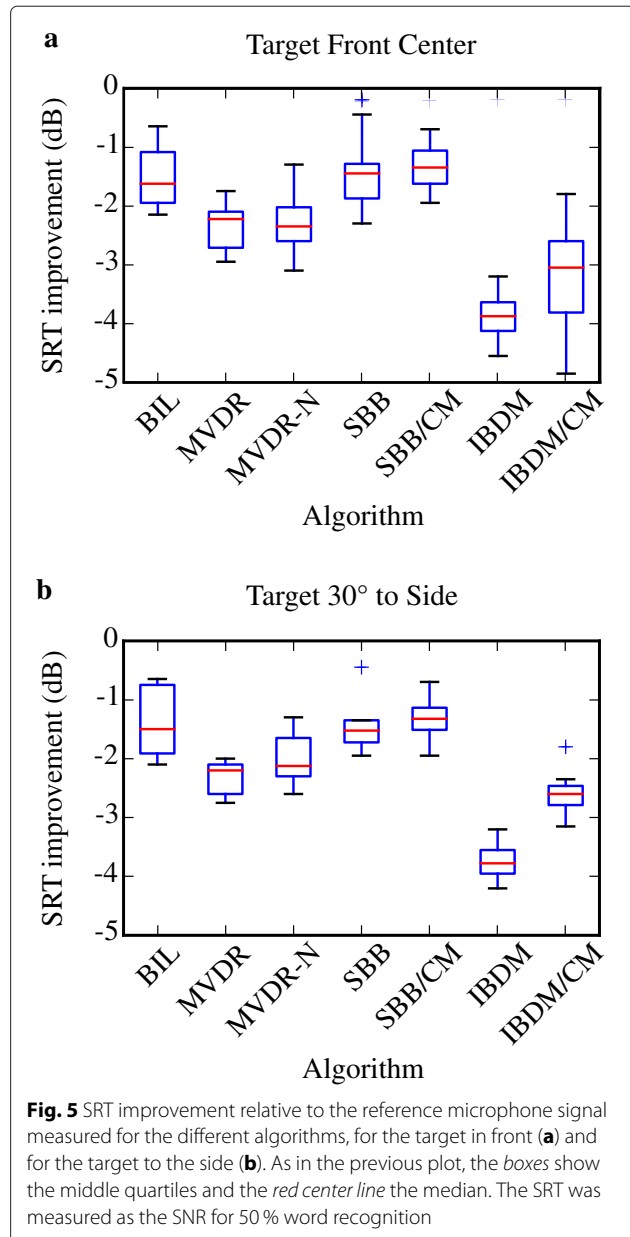 a
Target Front Center
0
-1
-2
-3
-4
-5
SRT improvement (dB)
BIL
MVDR
MVDR-N
SBB
SBB/CM
IBDM
IBDM/CM
Algorithm
b
Target 30° to Side
0
-1
-2
-3
-4
-5
SRT improvement (dB)
BIL
MVDR
MVDR-N
SBB
SBB/CM
IBDM
IBDM/CM
Algorithm
Fig. 5 SRT improvement relative to the reference microphone signal
measured for the different algorithms, for the target in front (a) and
for the target to the side (b). As in the previous plot, the boxes show
the middle quartiles and the red center line the median. The SRT was
measured as the SNR for 50 % word recognition